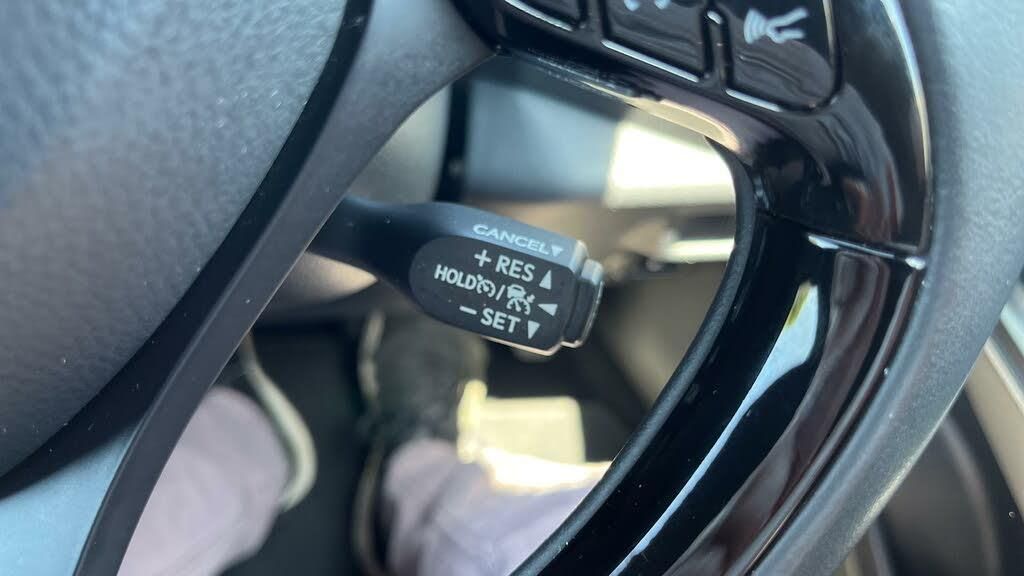 CANCEL▼
+ RES ▲
HOLD /
− SET ▼